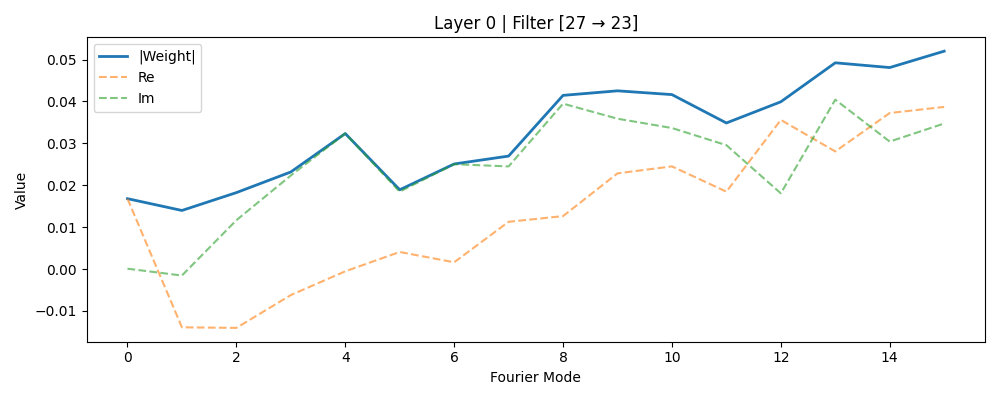 Layer 0 | Filter [27 → 23]
|Weight|
Re
Im
0.05
0.04
0.03
0.02
0.01
0.00
−0.01
Value
0 2 4 6 8 10 12 14
Fourier Mode